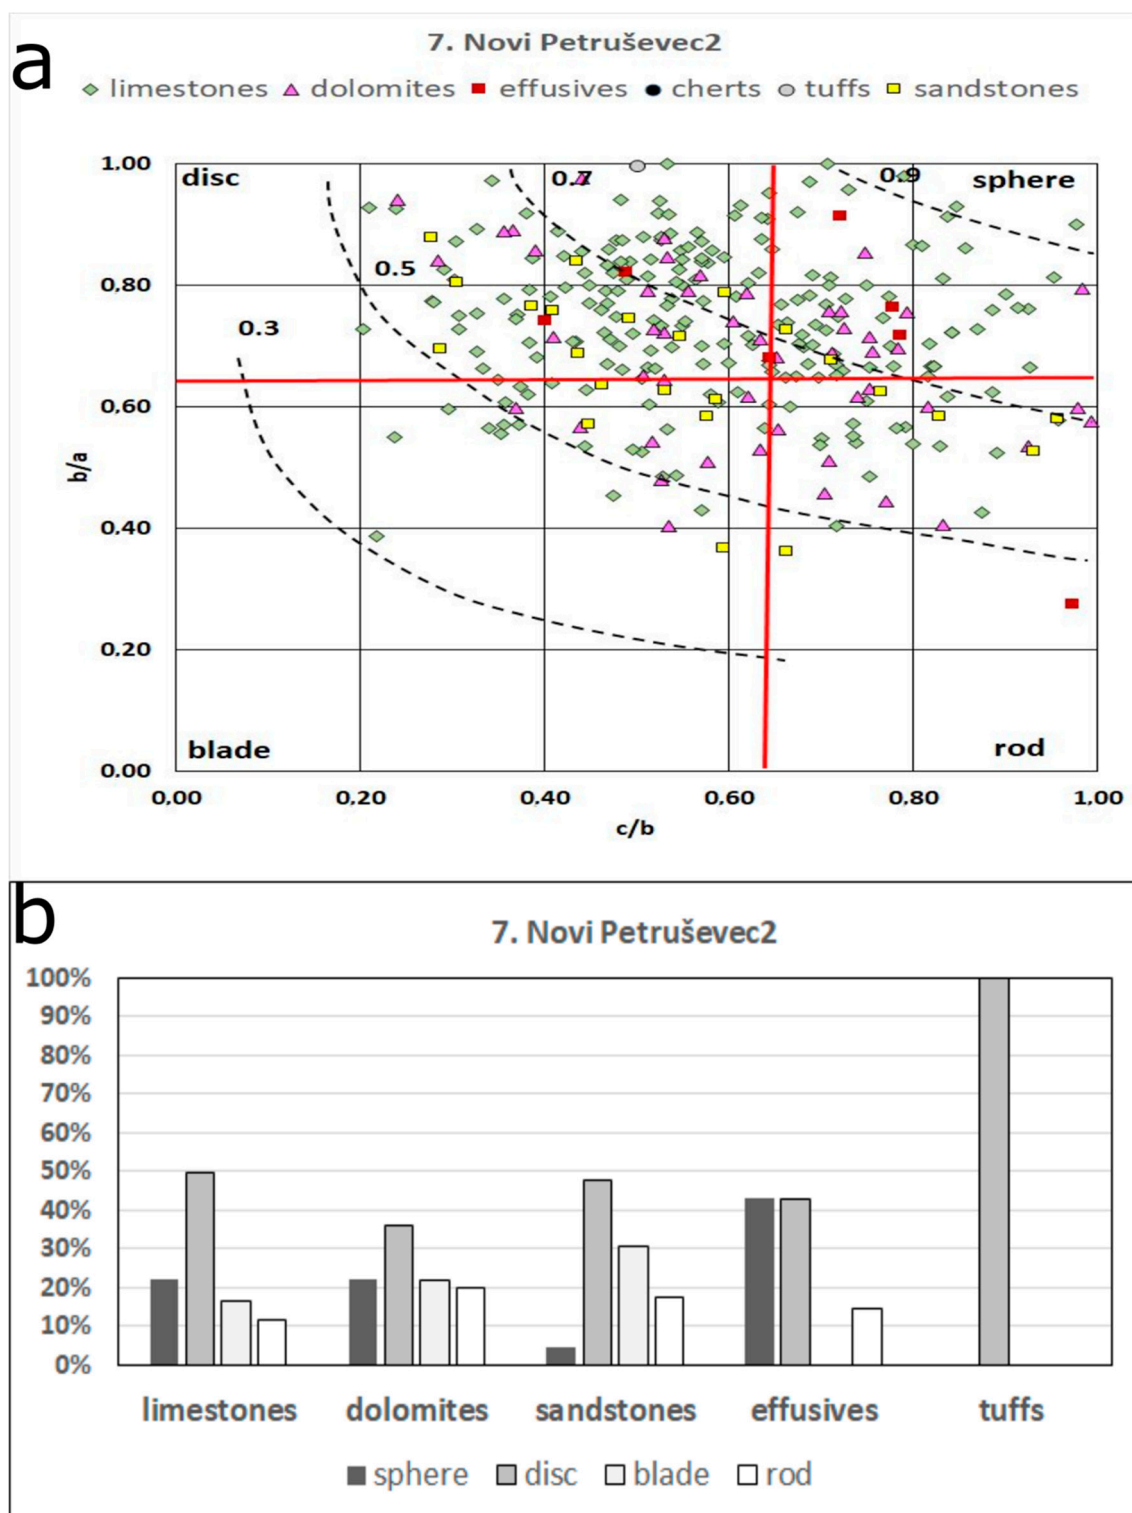 a
7. Novi Petruševec2
limestones dolomites effusives cherts tuffs sandstones
1.00
disc
0.7
0.9
sphere
0.80
0.5
0.3
0.60
b/a
0.40
0.20
blade
rod
0.00
0,00 0,20 0,40 0,60 0,80 1,00
c/b
b
7. Novi Petruševec2
100%
90%
80%
70%
60%
50%
40%
30%
20%
10%
0%
limestones dolomites sandstones effusives tuffs
sphere disc blade rod